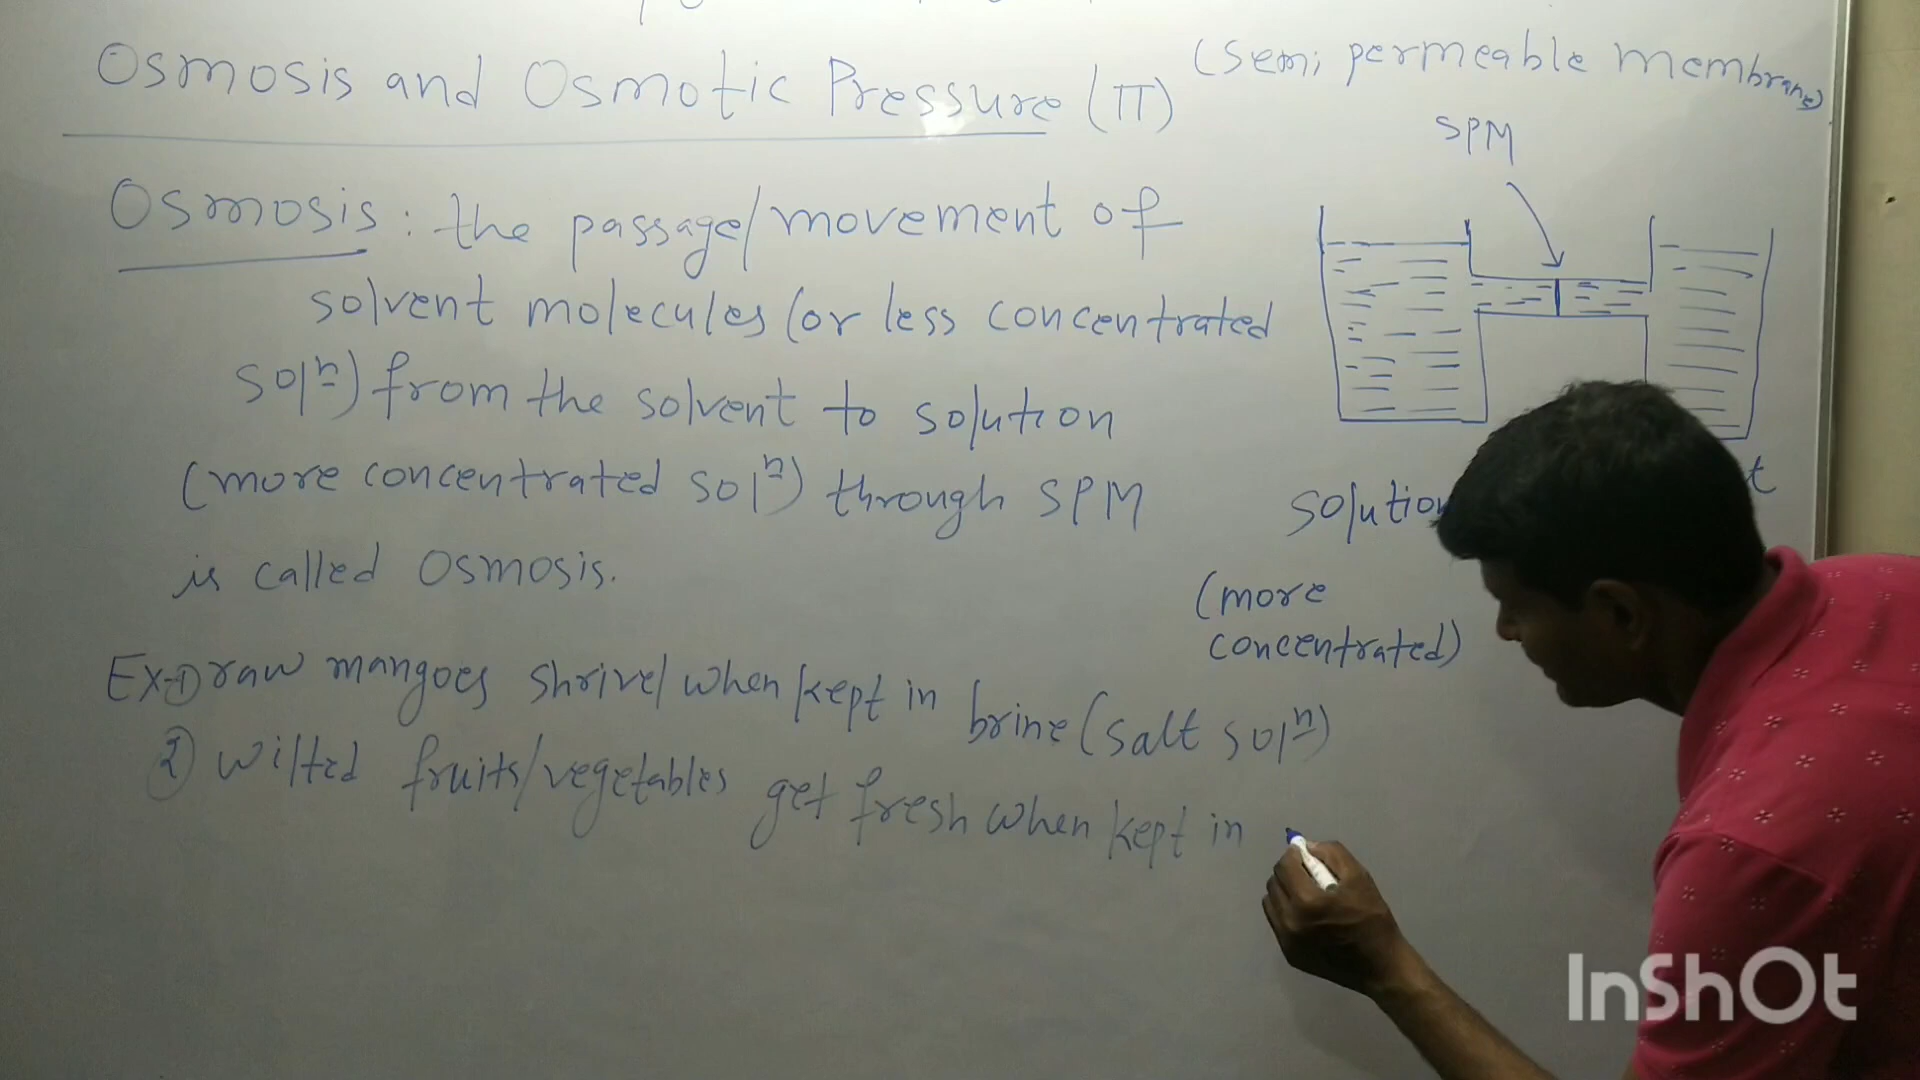 Osmosis and Osmotic Pressure (π)
(Semi permeable membrane)
SPM
Osmosis: the passage/movement of
solvent molecules (or less concentrated
solⁿ) from the solvent to solution
(more concentrated solⁿ) through SPM
is called osmosis.
solution
t
(more
concentrated)
Ex-① raw mangoes shrivel when kept in brine (salt solⁿ)
② wilted fruits/vegetables get fresh when kept in
InShOt